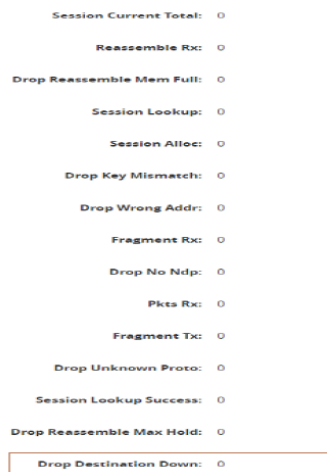 Session Current Total: 0
Reassemble Rx: 0
Drop Reassemble Mem Full: 0
Session Lookup: 0
Session Alloc: 0
Drop Key Mismatch: 0
Drop Wrong Addr: 0
Fragment Rx: 0
Drop No Ndp: 0
Pkts Rx: 0
Fragment Tx: 0
Drop Unknown Proto: 0
Session Lookup Success: 0
Drop Reassemble Max Hold: 0
Drop Destination Down: 0